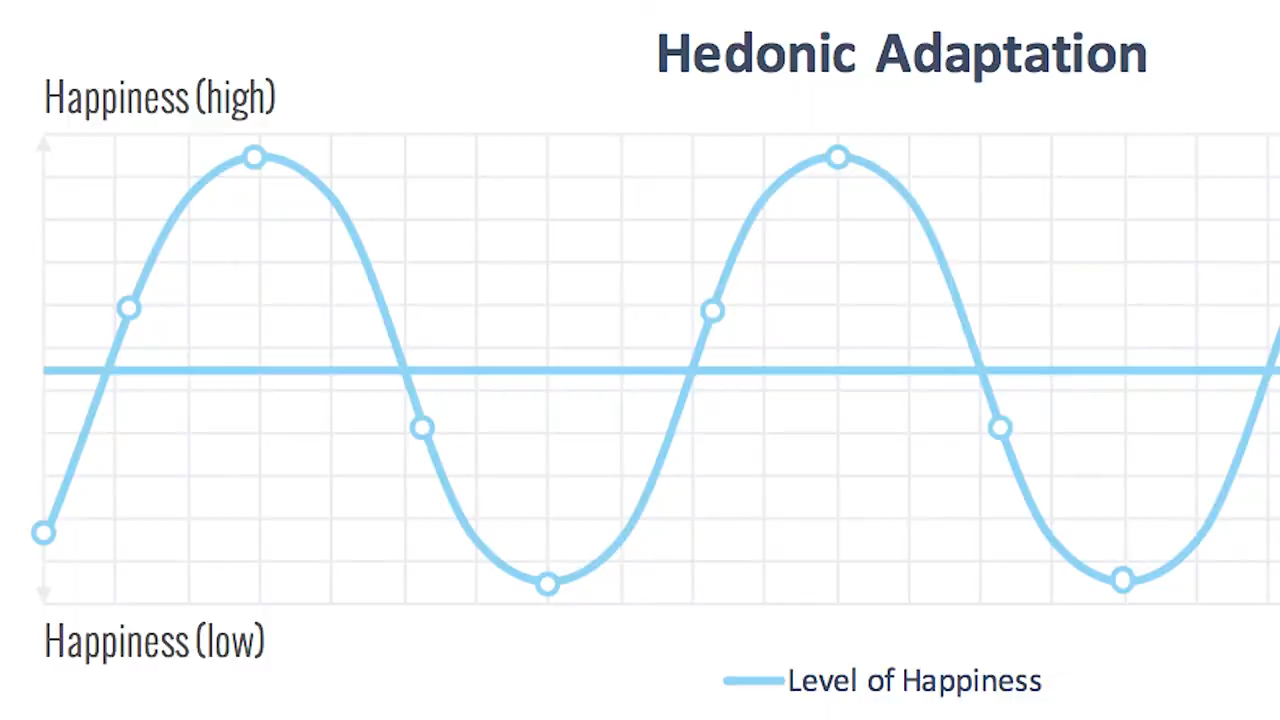 Hedonic Adaptation
Happiness (high)
Happiness (low)
Level of Happiness